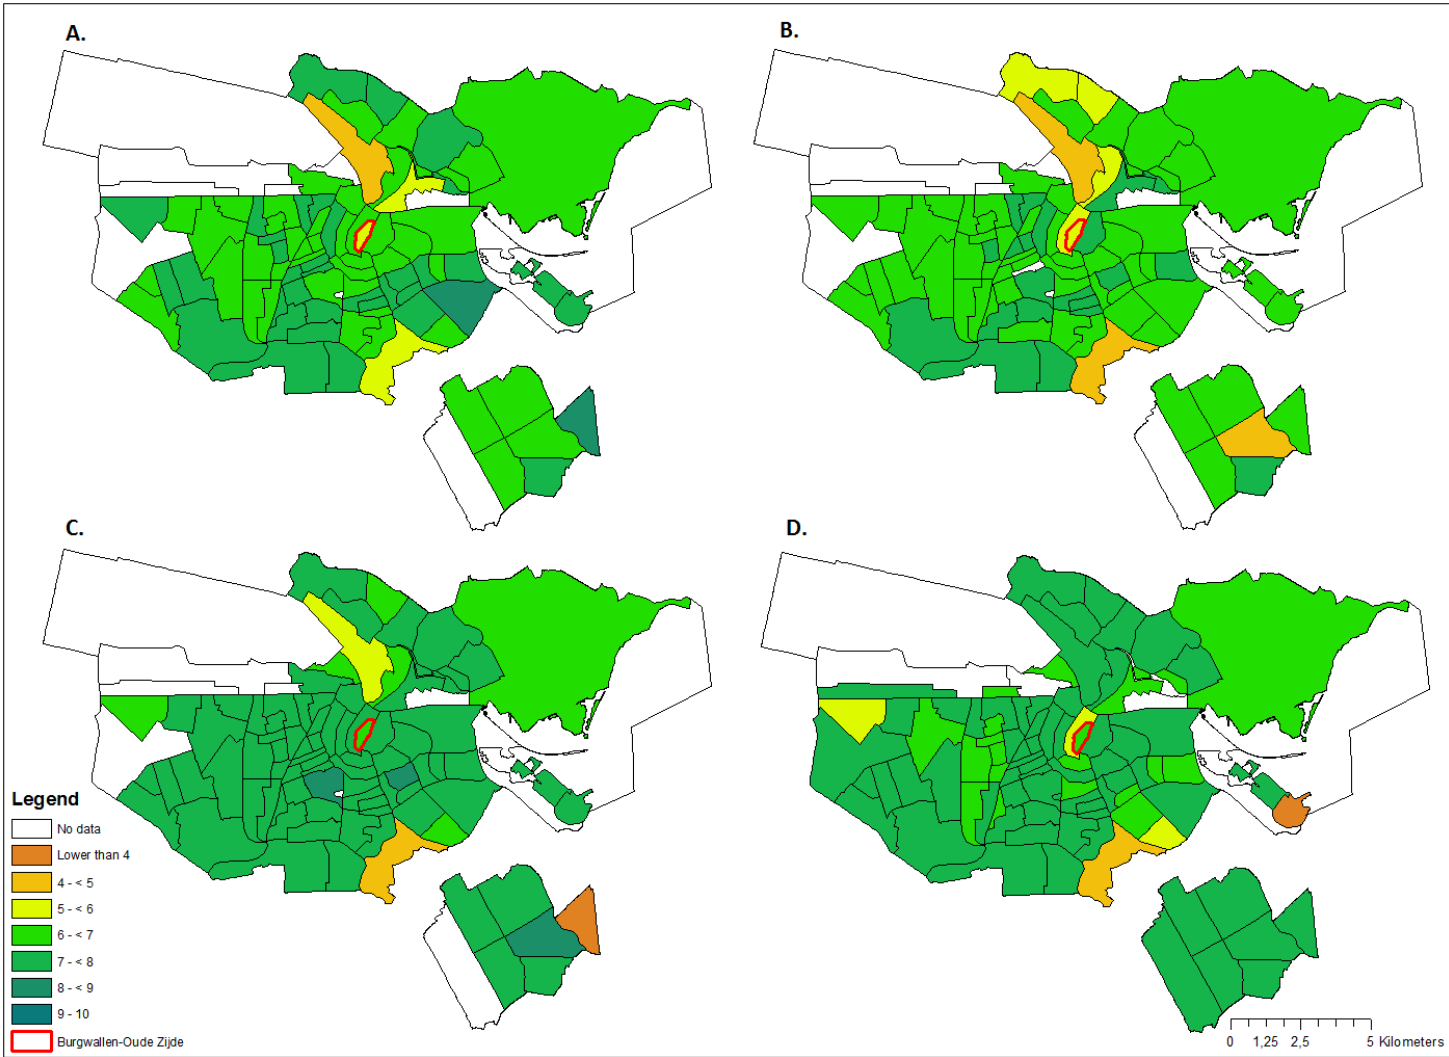 A.
B.
C.
D.
Legend
No data
Lower than 4
4 - < 5
5 - < 6
6 - < 7
7 - < 8
8 - < 9
9 - 10
Burgwallen-Oude Zijde
0 1,25 2,5 5 Kilometers